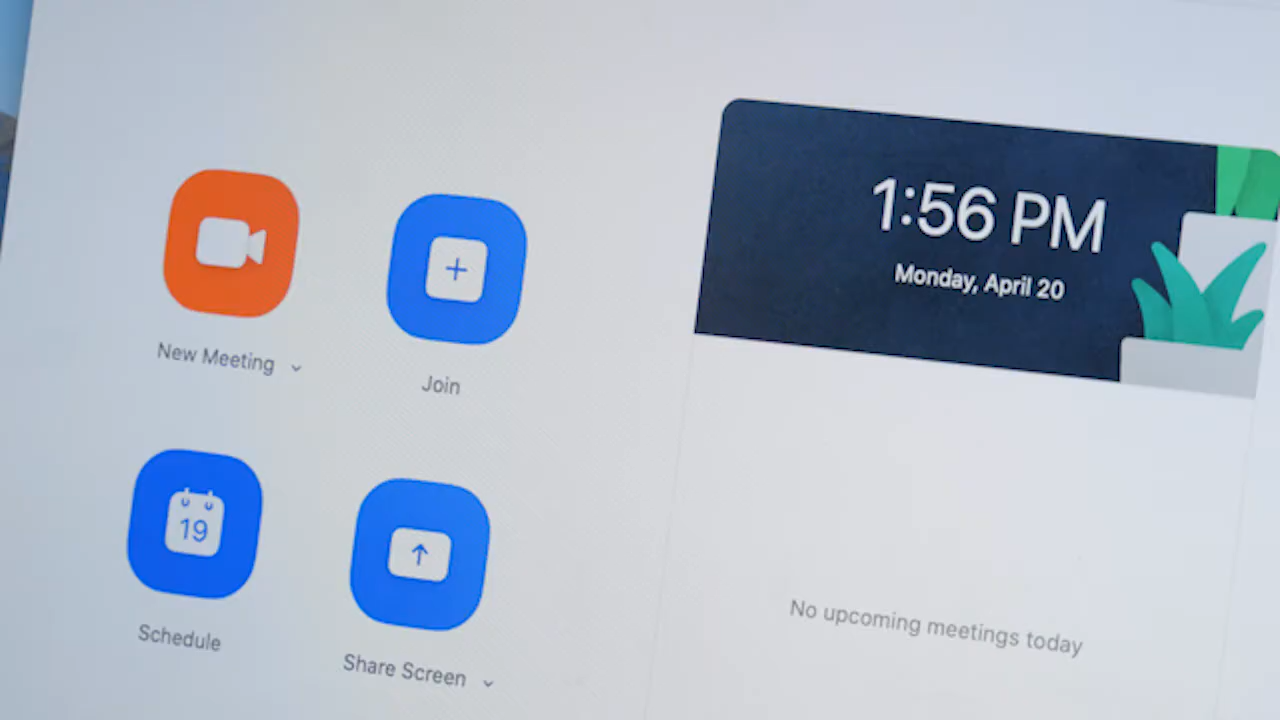 New Meeting
Join
19
Schedule
Share Screen
1:56 PM
Monday, April 20
No upcoming meetings today